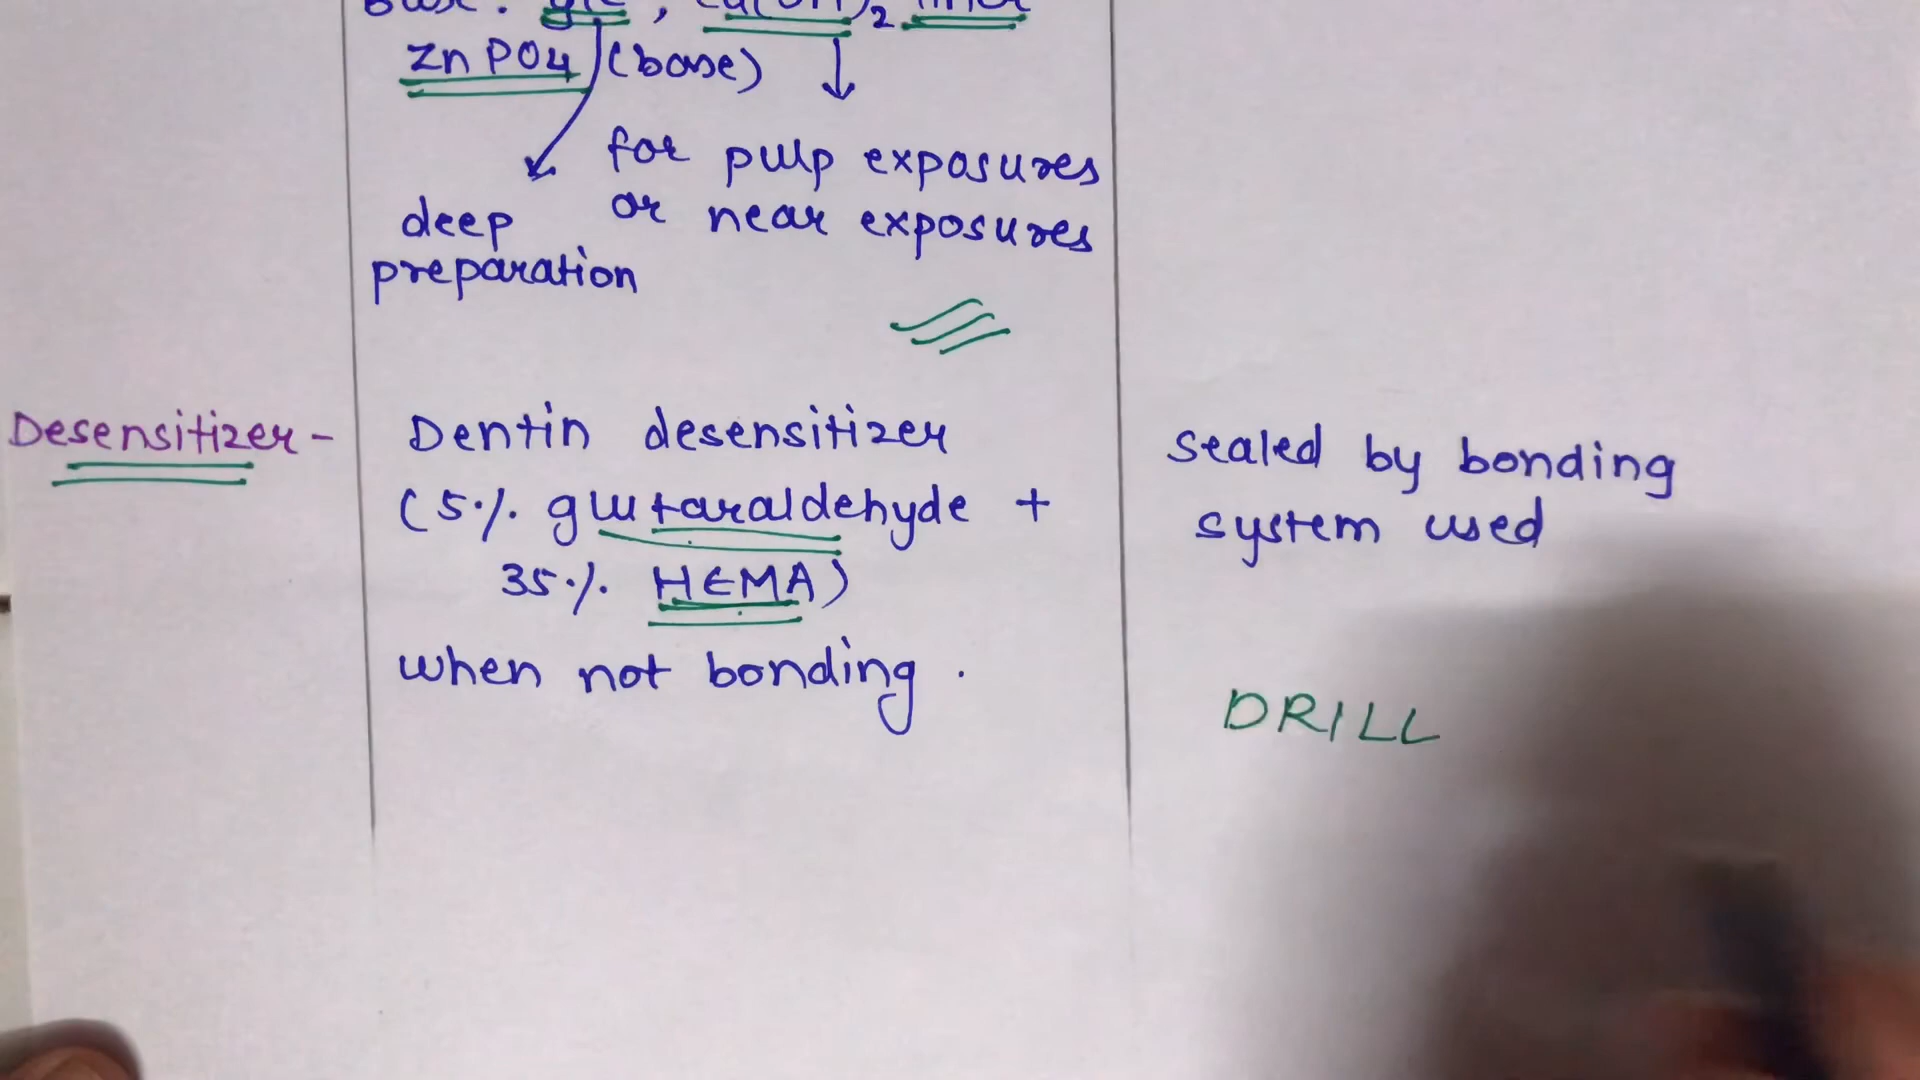 ZnPO4 (base)
for pulp exposures
or near exposures
deep
preparation
Desensitizer -
Dentin desensitizer
(5% glutaraldehyde +
35% HEMA)
when not bonding.
Sealed by bonding
system used
DRILL